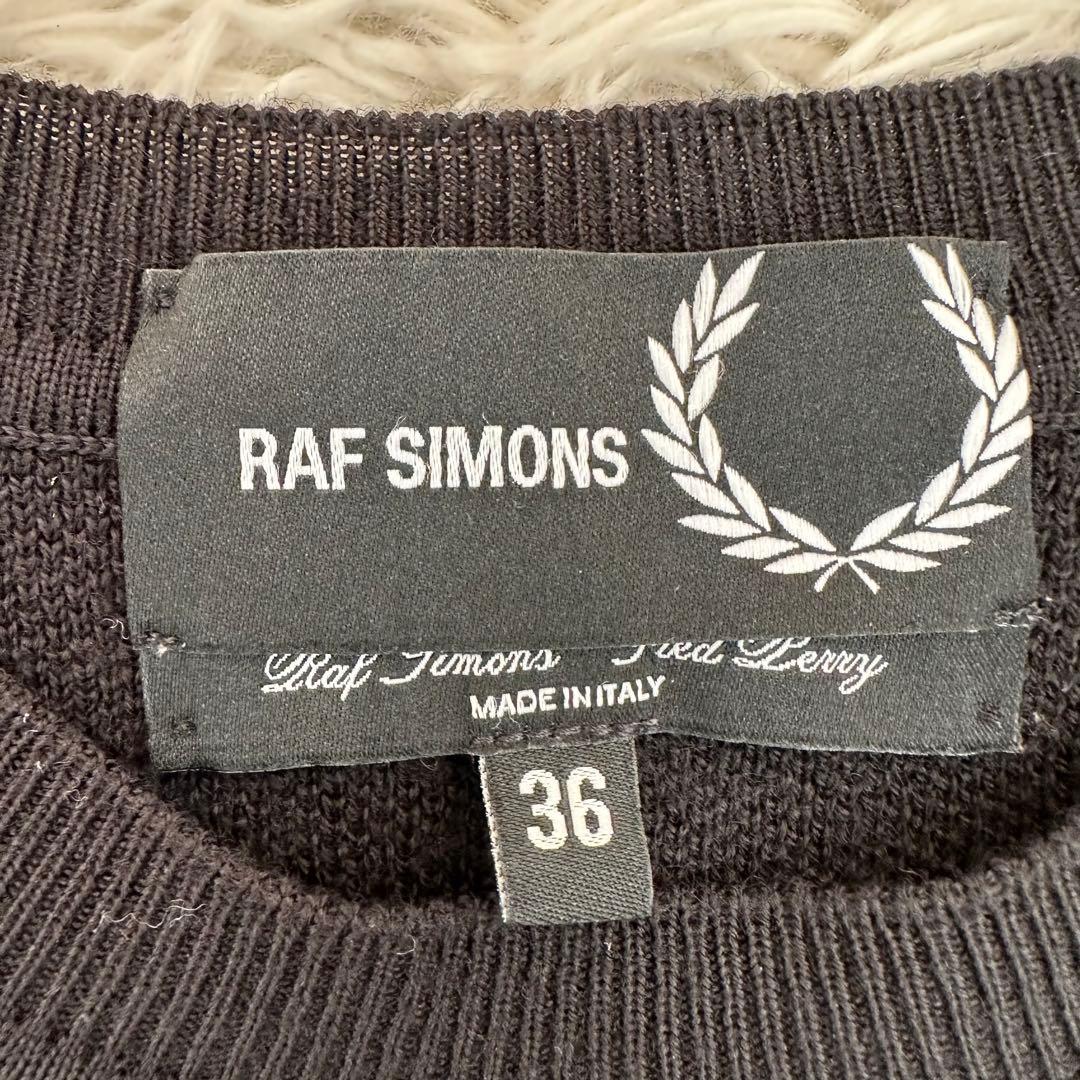 RAF SIMONS
Raf Simons Fred Perry
MADE IN ITALY
36